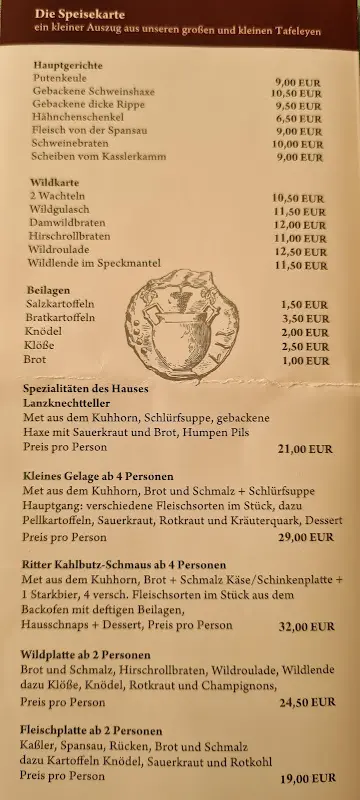 Die Speisekarte
ein kleiner Auszug aus unseren großen und kleinen Tafeleyen
Hauptgerichte
Putenkeule 9,00 EUR
Gebackene Schweinshaxe 10,50 EUR
Gebackene dicke Rippe 9,50 EUR
Hähnchenschenkel 6,50 EUR
Fleisch von der Spansau 9,00 EUR
Schweinebraten 10,00 EUR
Scheiben vom Kasslerkamm 9,00 EUR
Wildkarte
2 Wachteln 10,50 EUR
Wildgulasch 11,50 EUR
Damwildbraten 12,00 EUR
Hirschrollbraten 11,00 EUR
Wildroulade 12,50 EUR
Wildlende im Speckmantel 11,50 EUR
Beilagen
Salzkartoffeln 1,50 EUR
Bratkartoffeln 3,50 EUR
Knödel 2,00 EUR
Klöße 2,50 EUR
Brot 1,00 EUR
Spezialitäten des Hauses
Lanzknechtteller
Met aus dem Kuhhorn, Schlürfsuppe, gebackene
Haxe mit Sauerkraut und Brot, Humpen Pils
Preis pro Person 21,00 EUR
Kleines Gelage ab 4 Personen
Met aus dem Kuhhorn, Brot und Schmalz + Schlürfsuppe
Hauptgang: verschiedene Fleischsorten im Stück, dazu
Pellkartoffeln, Sauerkraut, Rotkraut und Kräuterquark, Dessert
Preis pro Person 29,00 EUR
Ritter Kahlbutz-Schmaus ab 4 Personen
Met aus dem Kuhhorn, Brot + Schmalz Käse/Schinkenplatte +
1 Starkbier, 4 versch. Fleischsorten im Stück aus dem
Backofen mit deftigen Beilagen,
Hausschnaps + Dessert, Preis pro Person 32,00 EUR
Wildplatte ab 2 Personen
Brot und Schmalz, Hirschrollbraten, Wildroulade, Wildlende
dazu Klöße, Knödel, Rotkraut und Champignons,
Preis pro Person 24,50 EUR
Fleischplatte ab 2 Personen
Kaßler, Spansau, Rücken, Brot und Schmalz
dazu Kartoffeln Knödel, Sauerkraut und Rotkohl
Preis pro Person 19,00 EUR